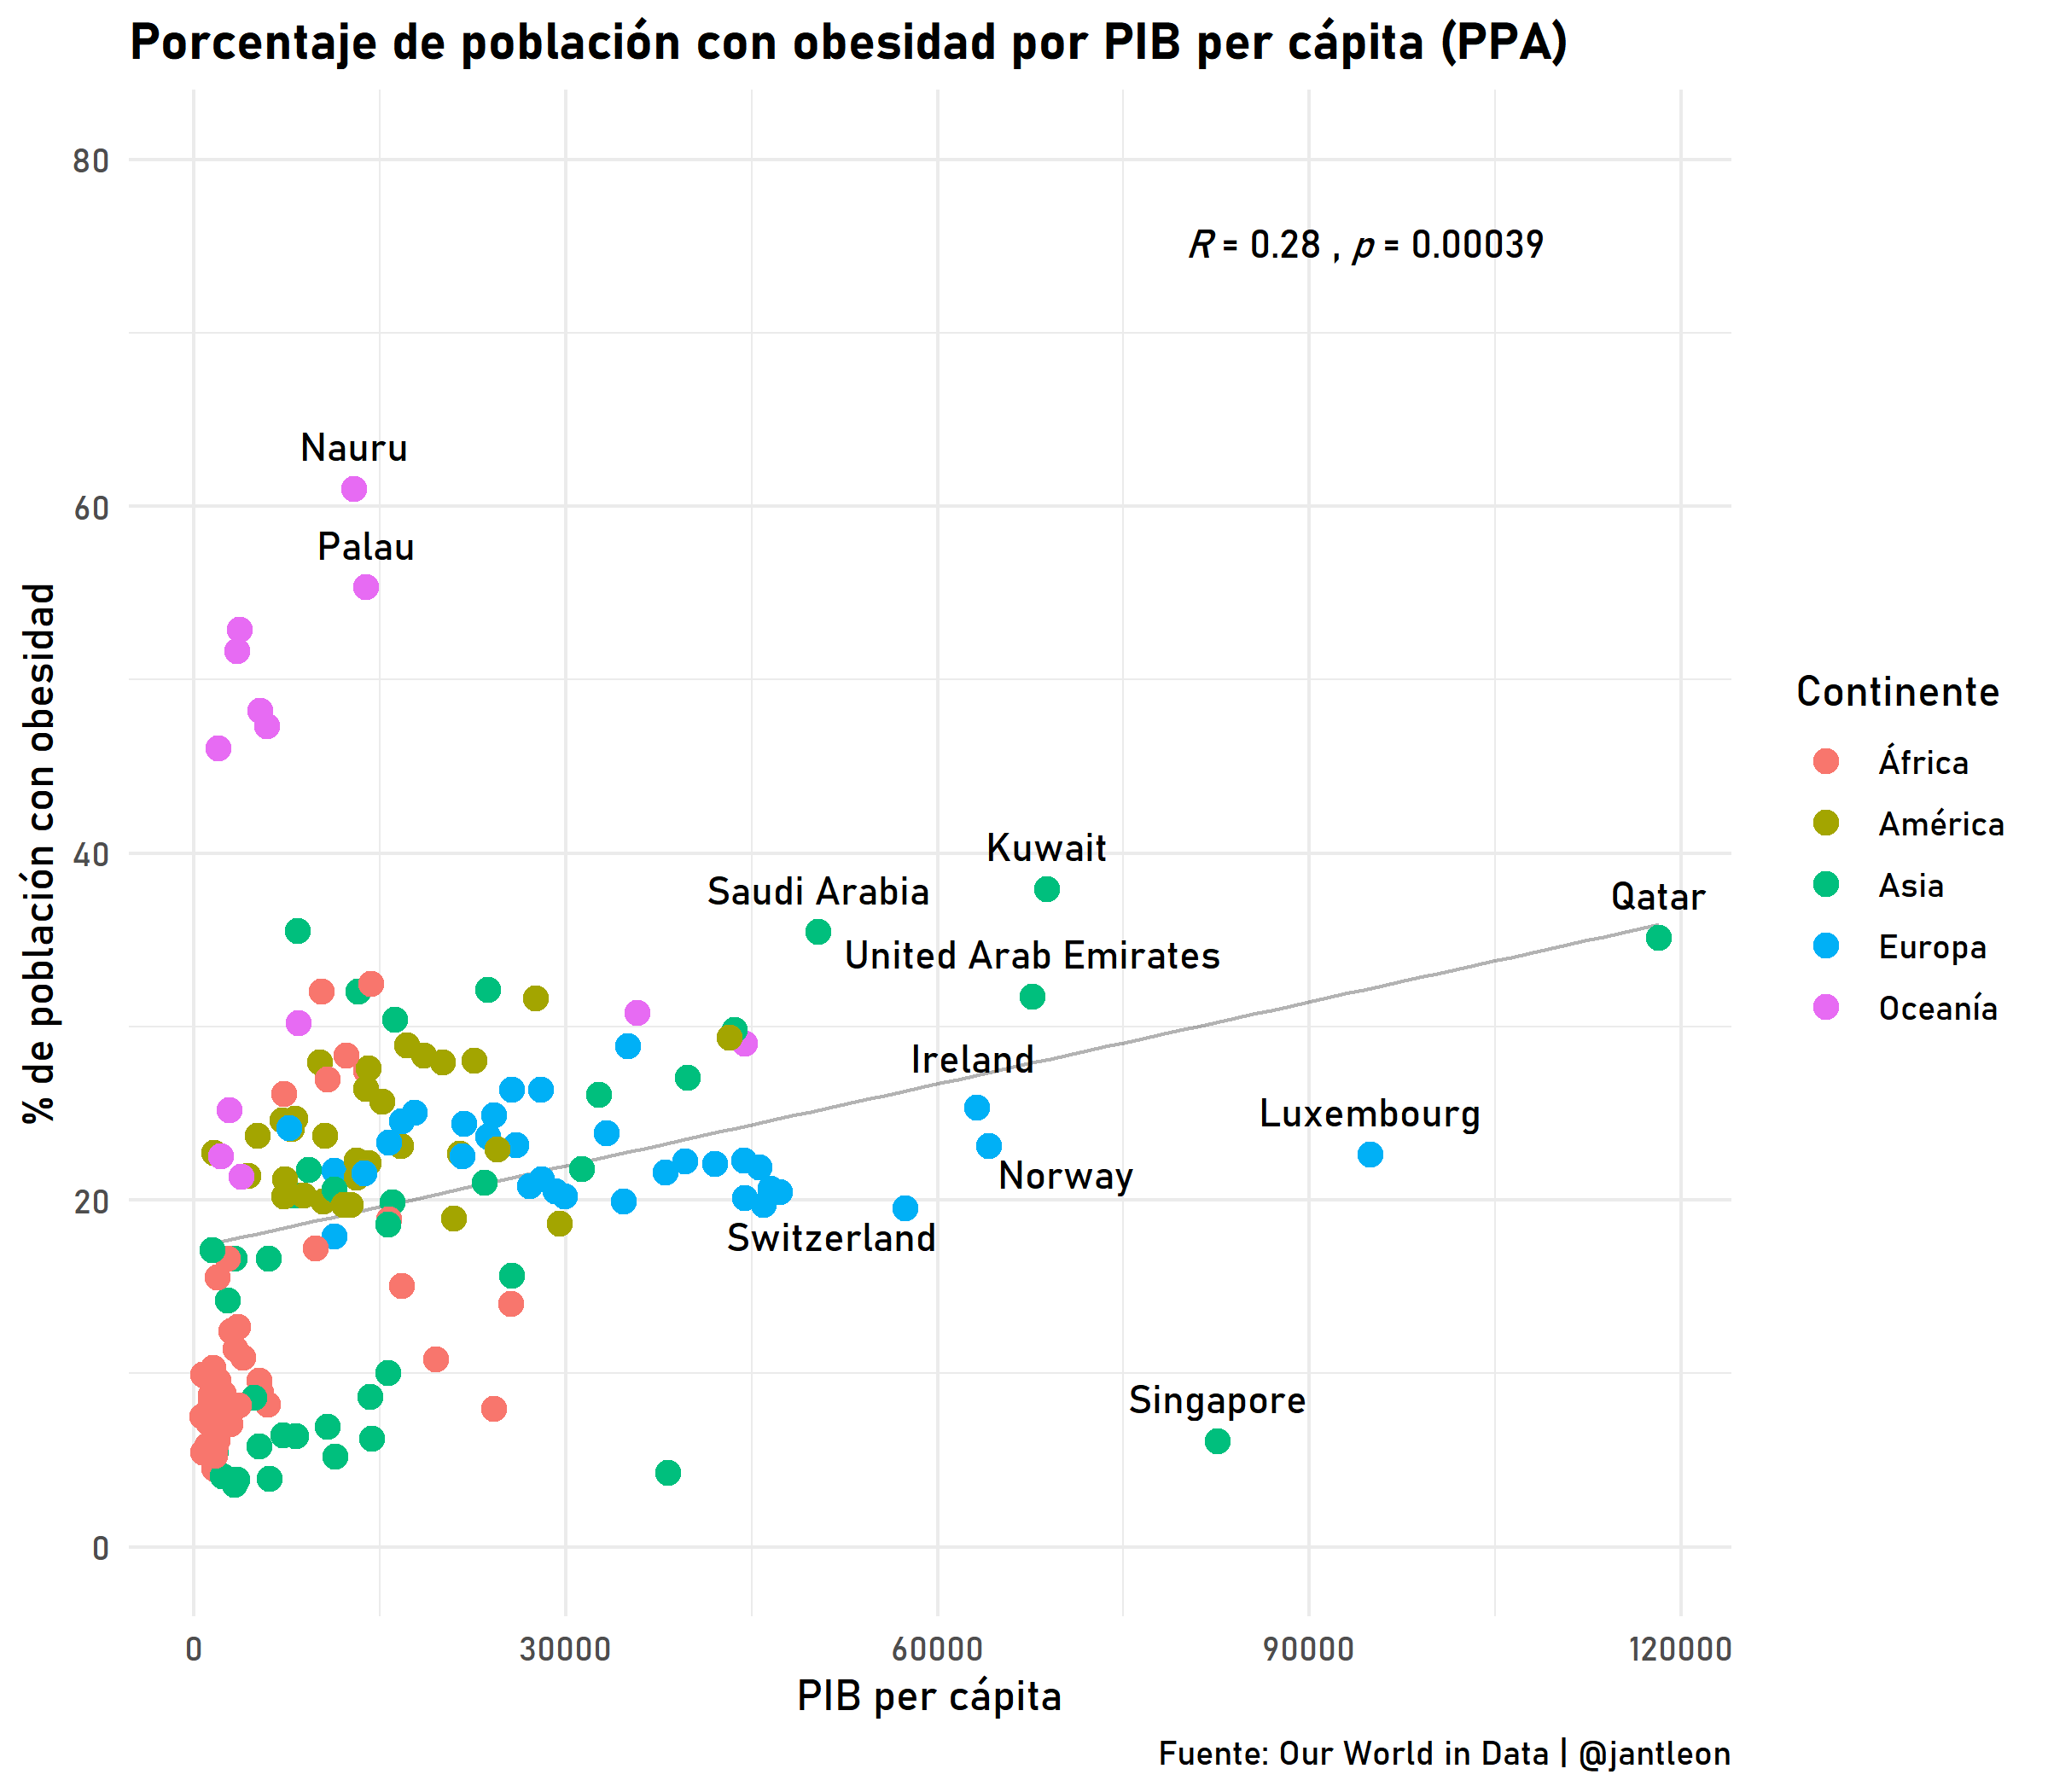 Porcentaje de población con obesidad por PIB per cápita (PPA)
80
R = 0.28 , p = 0.00039
Nauru
60
Palau
% de población con obesidad
Continente
África
América
Asia
Europa
Oceanía
40
Kuwait
Saudi Arabia
Qatar
United Arab Emirates
Ireland
Luxembourg
Norway
20
Switzerland
Singapore
0
0 30000 60000 90000 120000
PIB per cápita
Fuente: Our World in Data | @jantleon